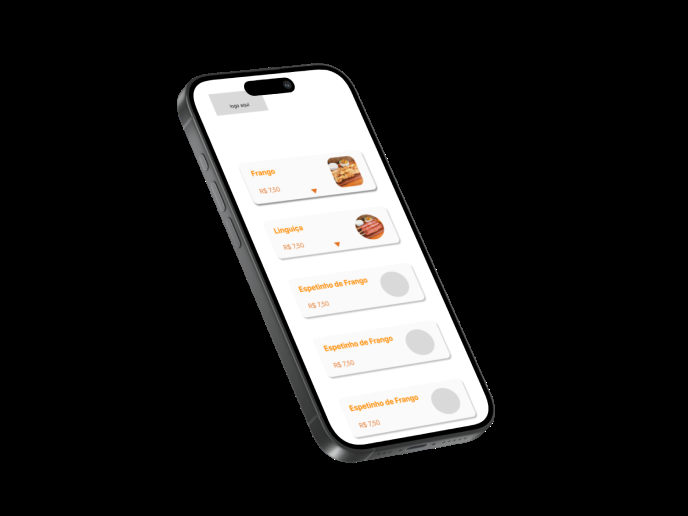 logo aqui
Frango
R$ 7,50
Linguiça
R$ 7,50
Espetinho de Frango
R$ 7,50
Espetinho de Frango
R$ 7,50
Espetinho de Frango
R$ 7,50